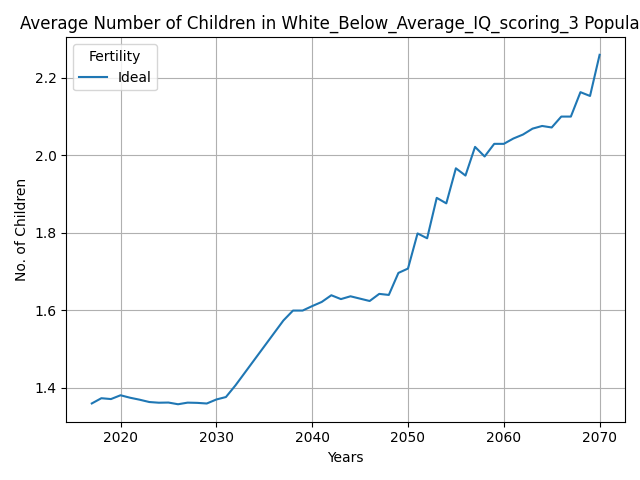 Average Number of Children in White_Below_Average_IQ_scoring_3 Popula
Fertility
Ideal
2.2
2.0
1.8
1.6
1.4
No. of Children
2020 2030 2040 2050 2060 2070
Years